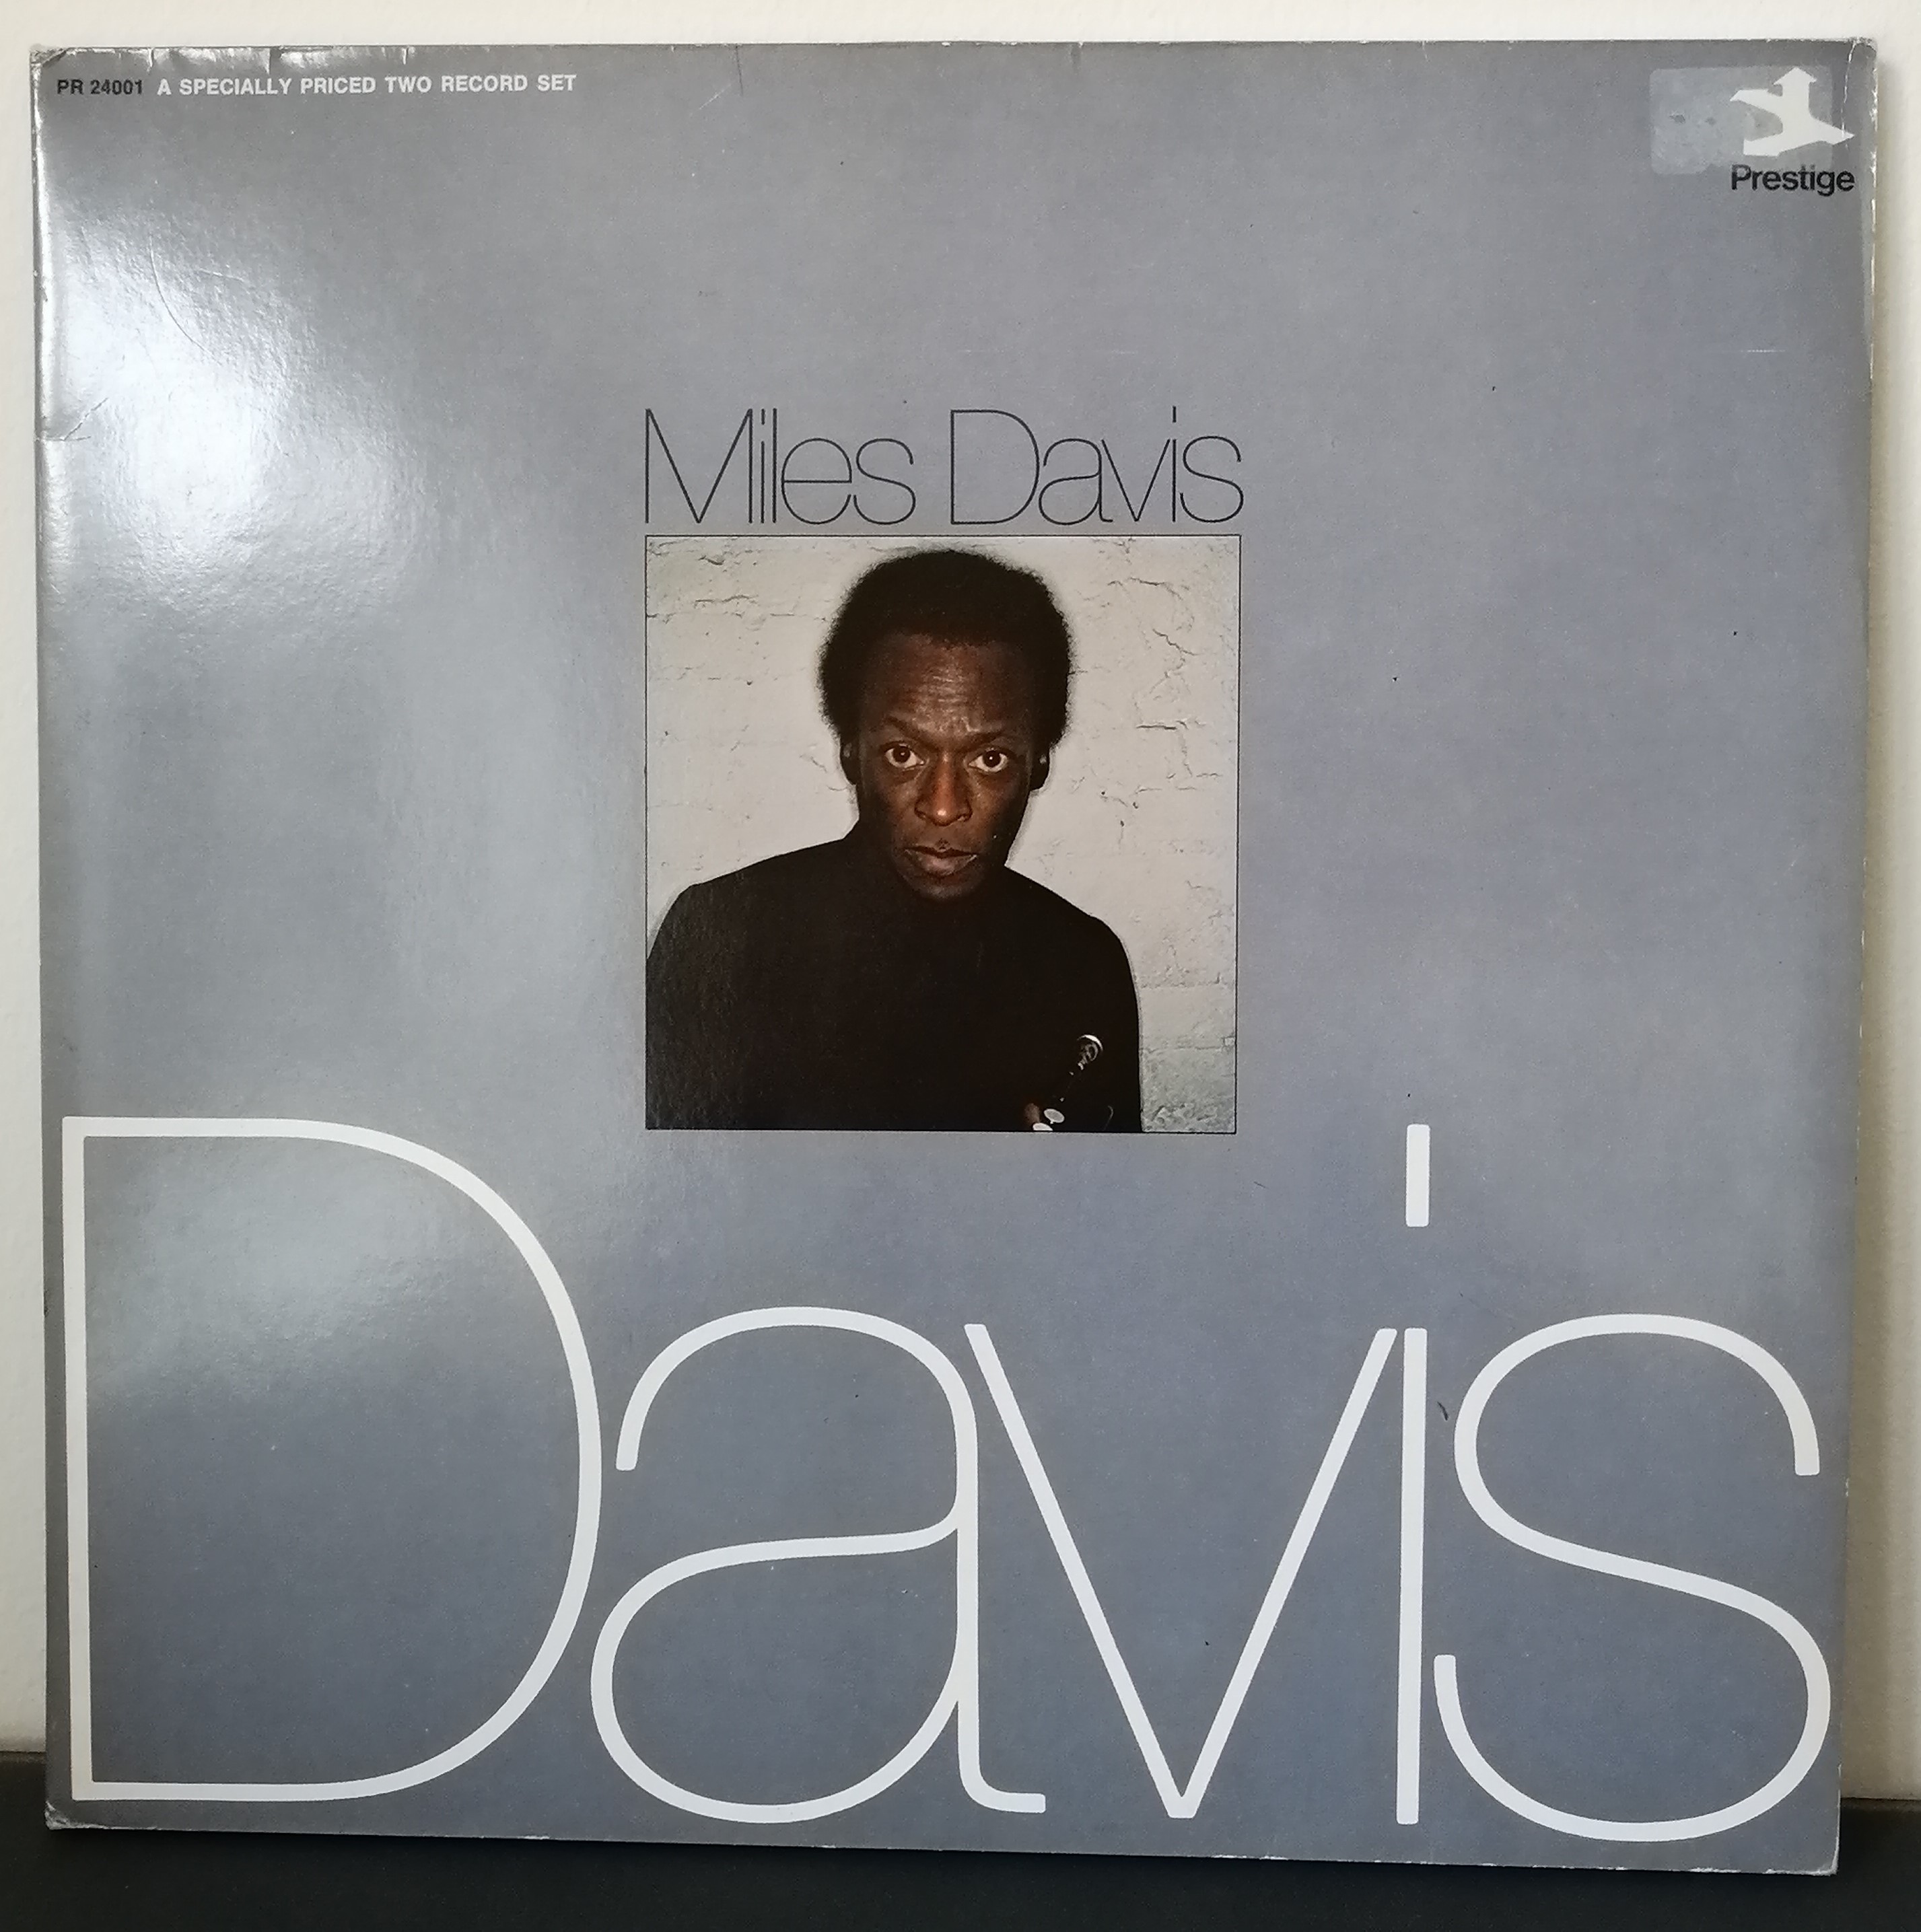 PR 24001 A SPECIALLY PRICED TWO RECORD SET
Prestige
Miles Davis
Davis